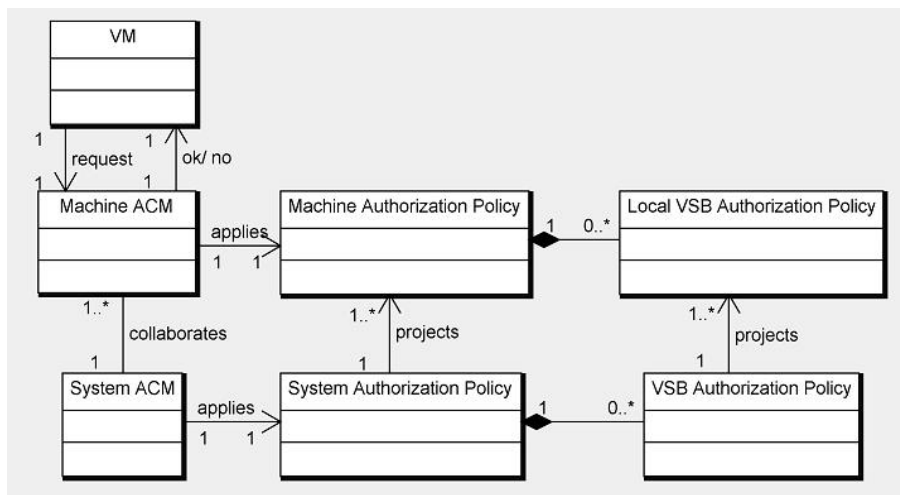 VM
1
1
request
ok/ no
1
1
Machine ACM
Machine Authorization Policy
Local VSB Authorization Policy
applies
1
1
1
0..*
1..*
collaborates
1
1..*
projects
1
1..*
projects
1
System ACM
System Authorization Policy
VSB Authorization Policy
applies
1
1
1
0..*